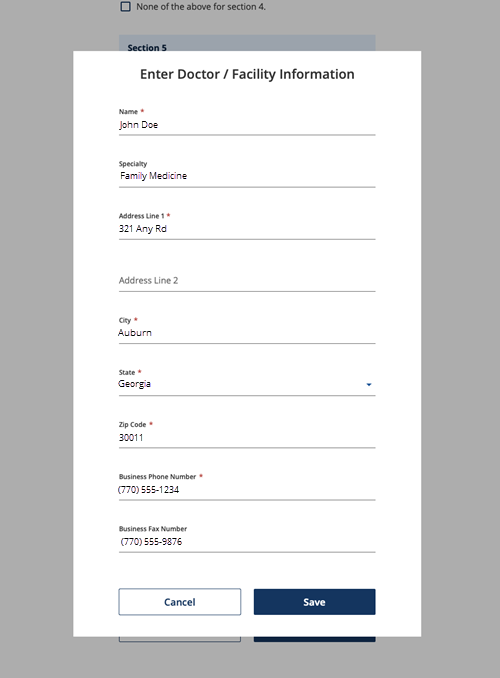 None of the above for section 4.
Section 5
Enter Doctor / Facility Information
Name *
John Doe
Specialty
Family Medicine
Address Line 1 *
321 Any Rd
Address Line 2
City *
Auburn
State *
Georgia
Zip Code *
30011
Business Phone Number *
(770) 555-1234
Business Fax Number
(770) 555-9876
Cancel Save